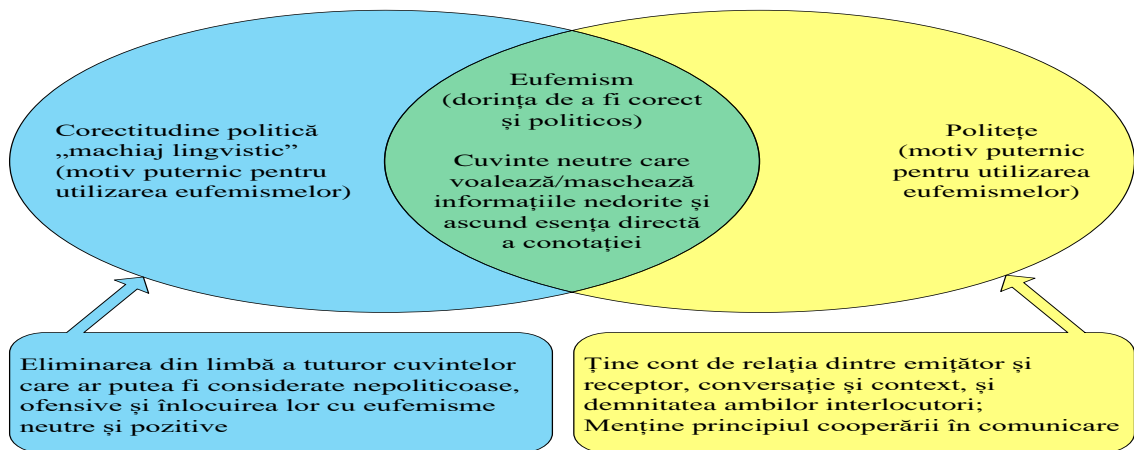 Corectitudine politică
„machiaj lingvistic”
(motiv puternic pentru
utilizarea eufemismelor)
Eufemism
(dorința de a fi corect
și politicos)
Cuvinte neutre care
voalează/maschează
informațiile nedorite și
ascund esența directă
a conotației
Politețe
(motiv puternic
pentru utilizarea
eufemismelor)
Eliminarea din limbă a tuturor cuvintelor
care ar putea fi considerate nepoliticoase,
ofensive și înlocuirea lor cu eufemisme
neutre și pozitive
Ține cont de relația dintre emițător și
receptor, conversație și context, și
demnitatea ambilor interlocutori;
Menține principiul cooperării în comunicare